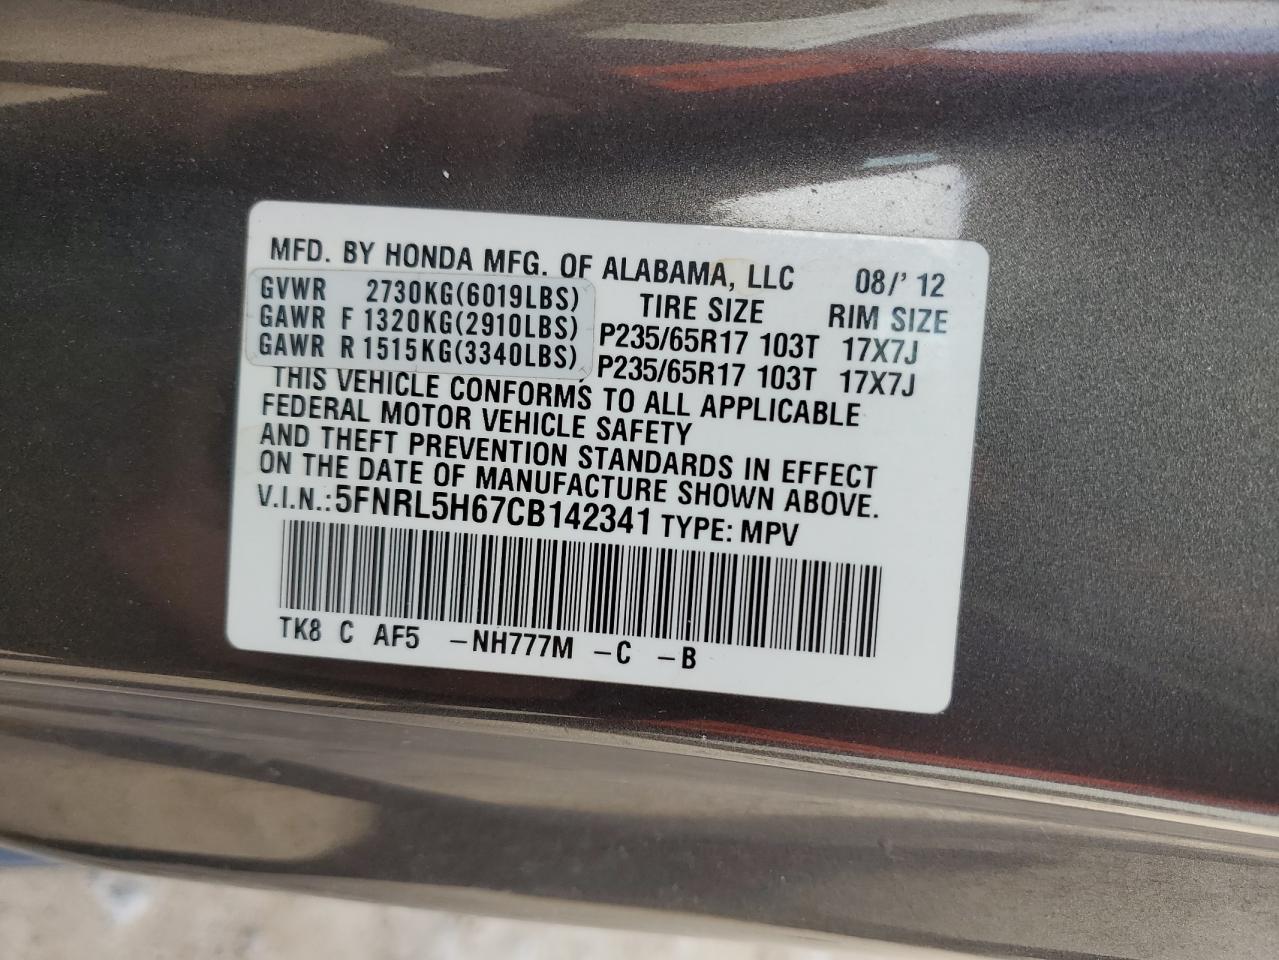 MFD. BY HONDA MFG. OF ALABAMA, LLC 08/' 12
GVWR 2730KG(6019LBS) TIRE SIZE RIM SIZE
GAWR F 1320KG(2910LBS) P235/65R17 103T 17X7J
GAWR R 1515KG(3340LBS) P235/65R17 103T 17X7J
THIS VEHICLE CONFORMS TO ALL APPLICABLE
FEDERAL MOTOR VEHICLE SAFETY
AND THEFT PREVENTION STANDARDS IN EFFECT
ON THE DATE OF MANUFACTURE SHOWN ABOVE.
V.I.N.: 5FNRL5H67CB142341 TYPE: MPV
TK8 C AF5 -NH777M -C -B